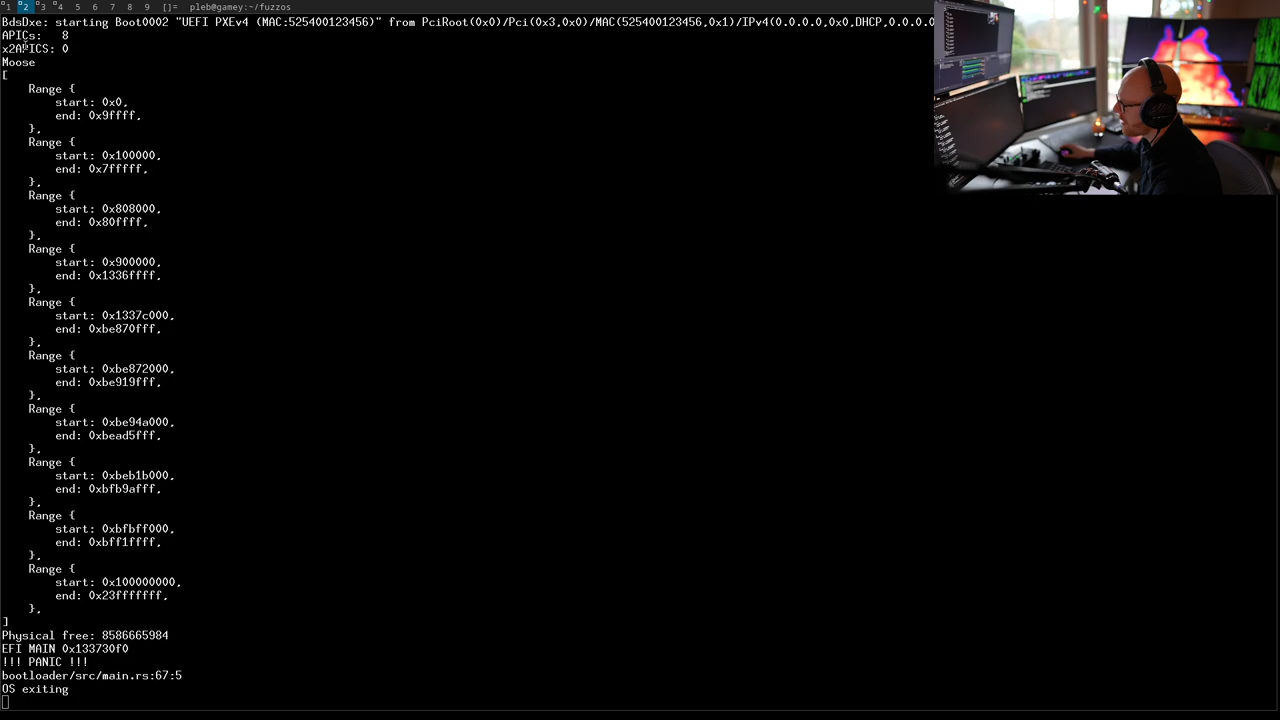 1 2 3 4 5 6 7 8 9 []= pleb@gamey:~/fuzzos
BdsDxe: starting Boot0002 "UEFI PXEv4 (MAC:525400123456)" from PciRoot(0x0)/Pci(0x3,0x0)/MAC(525400123456,0x1)/IPv4(0.0.0.0,0x0,DHCP,0.0.0.0
APICs: 8
x2APICS: 0
Moose
[
Range {
start: 0x0,
end: 0x9ffff,
},
Range {
start: 0x100000,
end: 0x7fffff,
},
Range {
start: 0x808000,
end: 0x80ffff,
},
Range {
start: 0x900000,
end: 0x1336ffff,
},
Range {
start: 0x1337c000,
end: 0xbe870fff,
},
Range {
start: 0xbe872000,
end: 0xbe919fff,
},
Range {
start: 0xbe94a000,
end: 0xbead5fff,
},
Range {
start: 0xbeb1b000,
end: 0xbfb9afff,
},
Range {
start: 0xbfbff000,
end: 0xbff1ffff,
},
Range {
start: 0x100000000,
end: 0x23fffffff,
},
]
Physical free: 8586665984
EFI MAIN 0x133730f0
!!! PANIC !!!
bootloader/src/main.rs:67:5
OS exiting